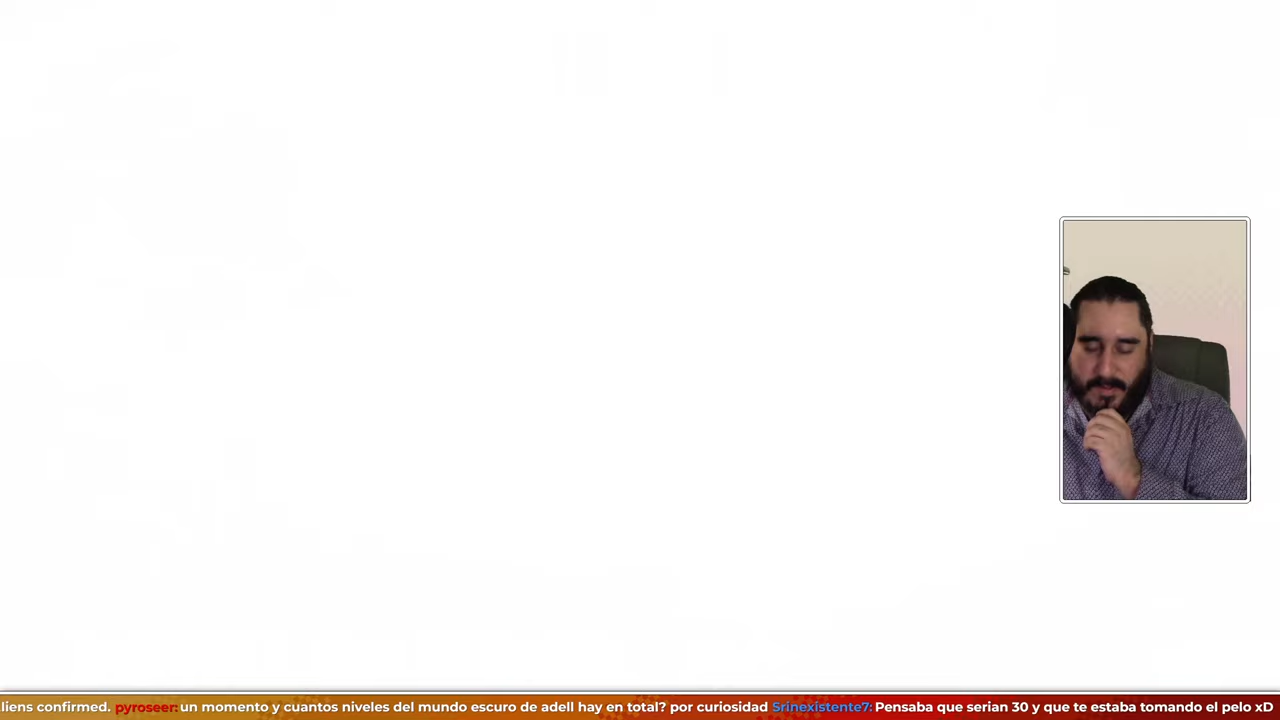 liens confirmed. pyroseer: un momento y cuantos niveles del mundo escuro de adell hay en total? por curiosidad Srinexistente7: Pensaba que serian 30 y que te estaba tomando el pelo xD